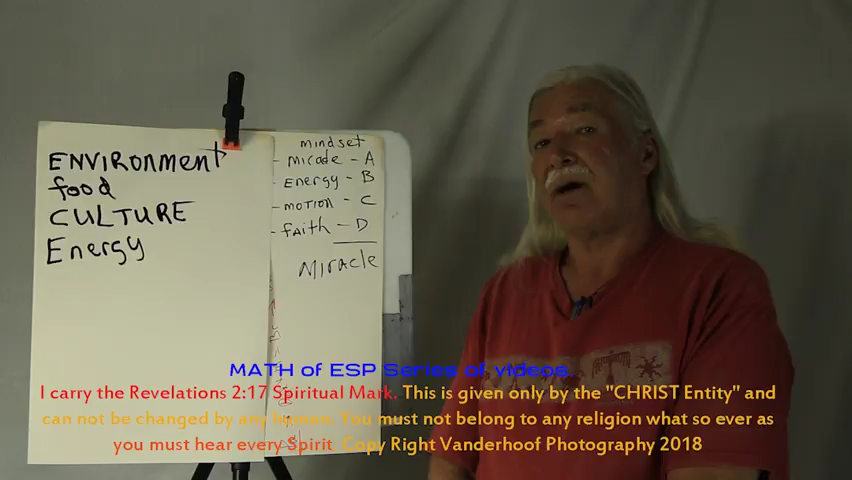 ENVIRONMENT
food
CULTURE
Energy
mindset
- miracle - A
- Energy - B
- MOTION - C
- fAith - D
Miracle
MATH of ESP Series of videos
I carry the Revelations 2:17 Spiritual Mark. This is given only by the "CHRIST Entity" and
can not be changed by any human. You must not belong to any religion what so ever as
you must hear every Spirit Copy Right Vanderhoof Photography 2018